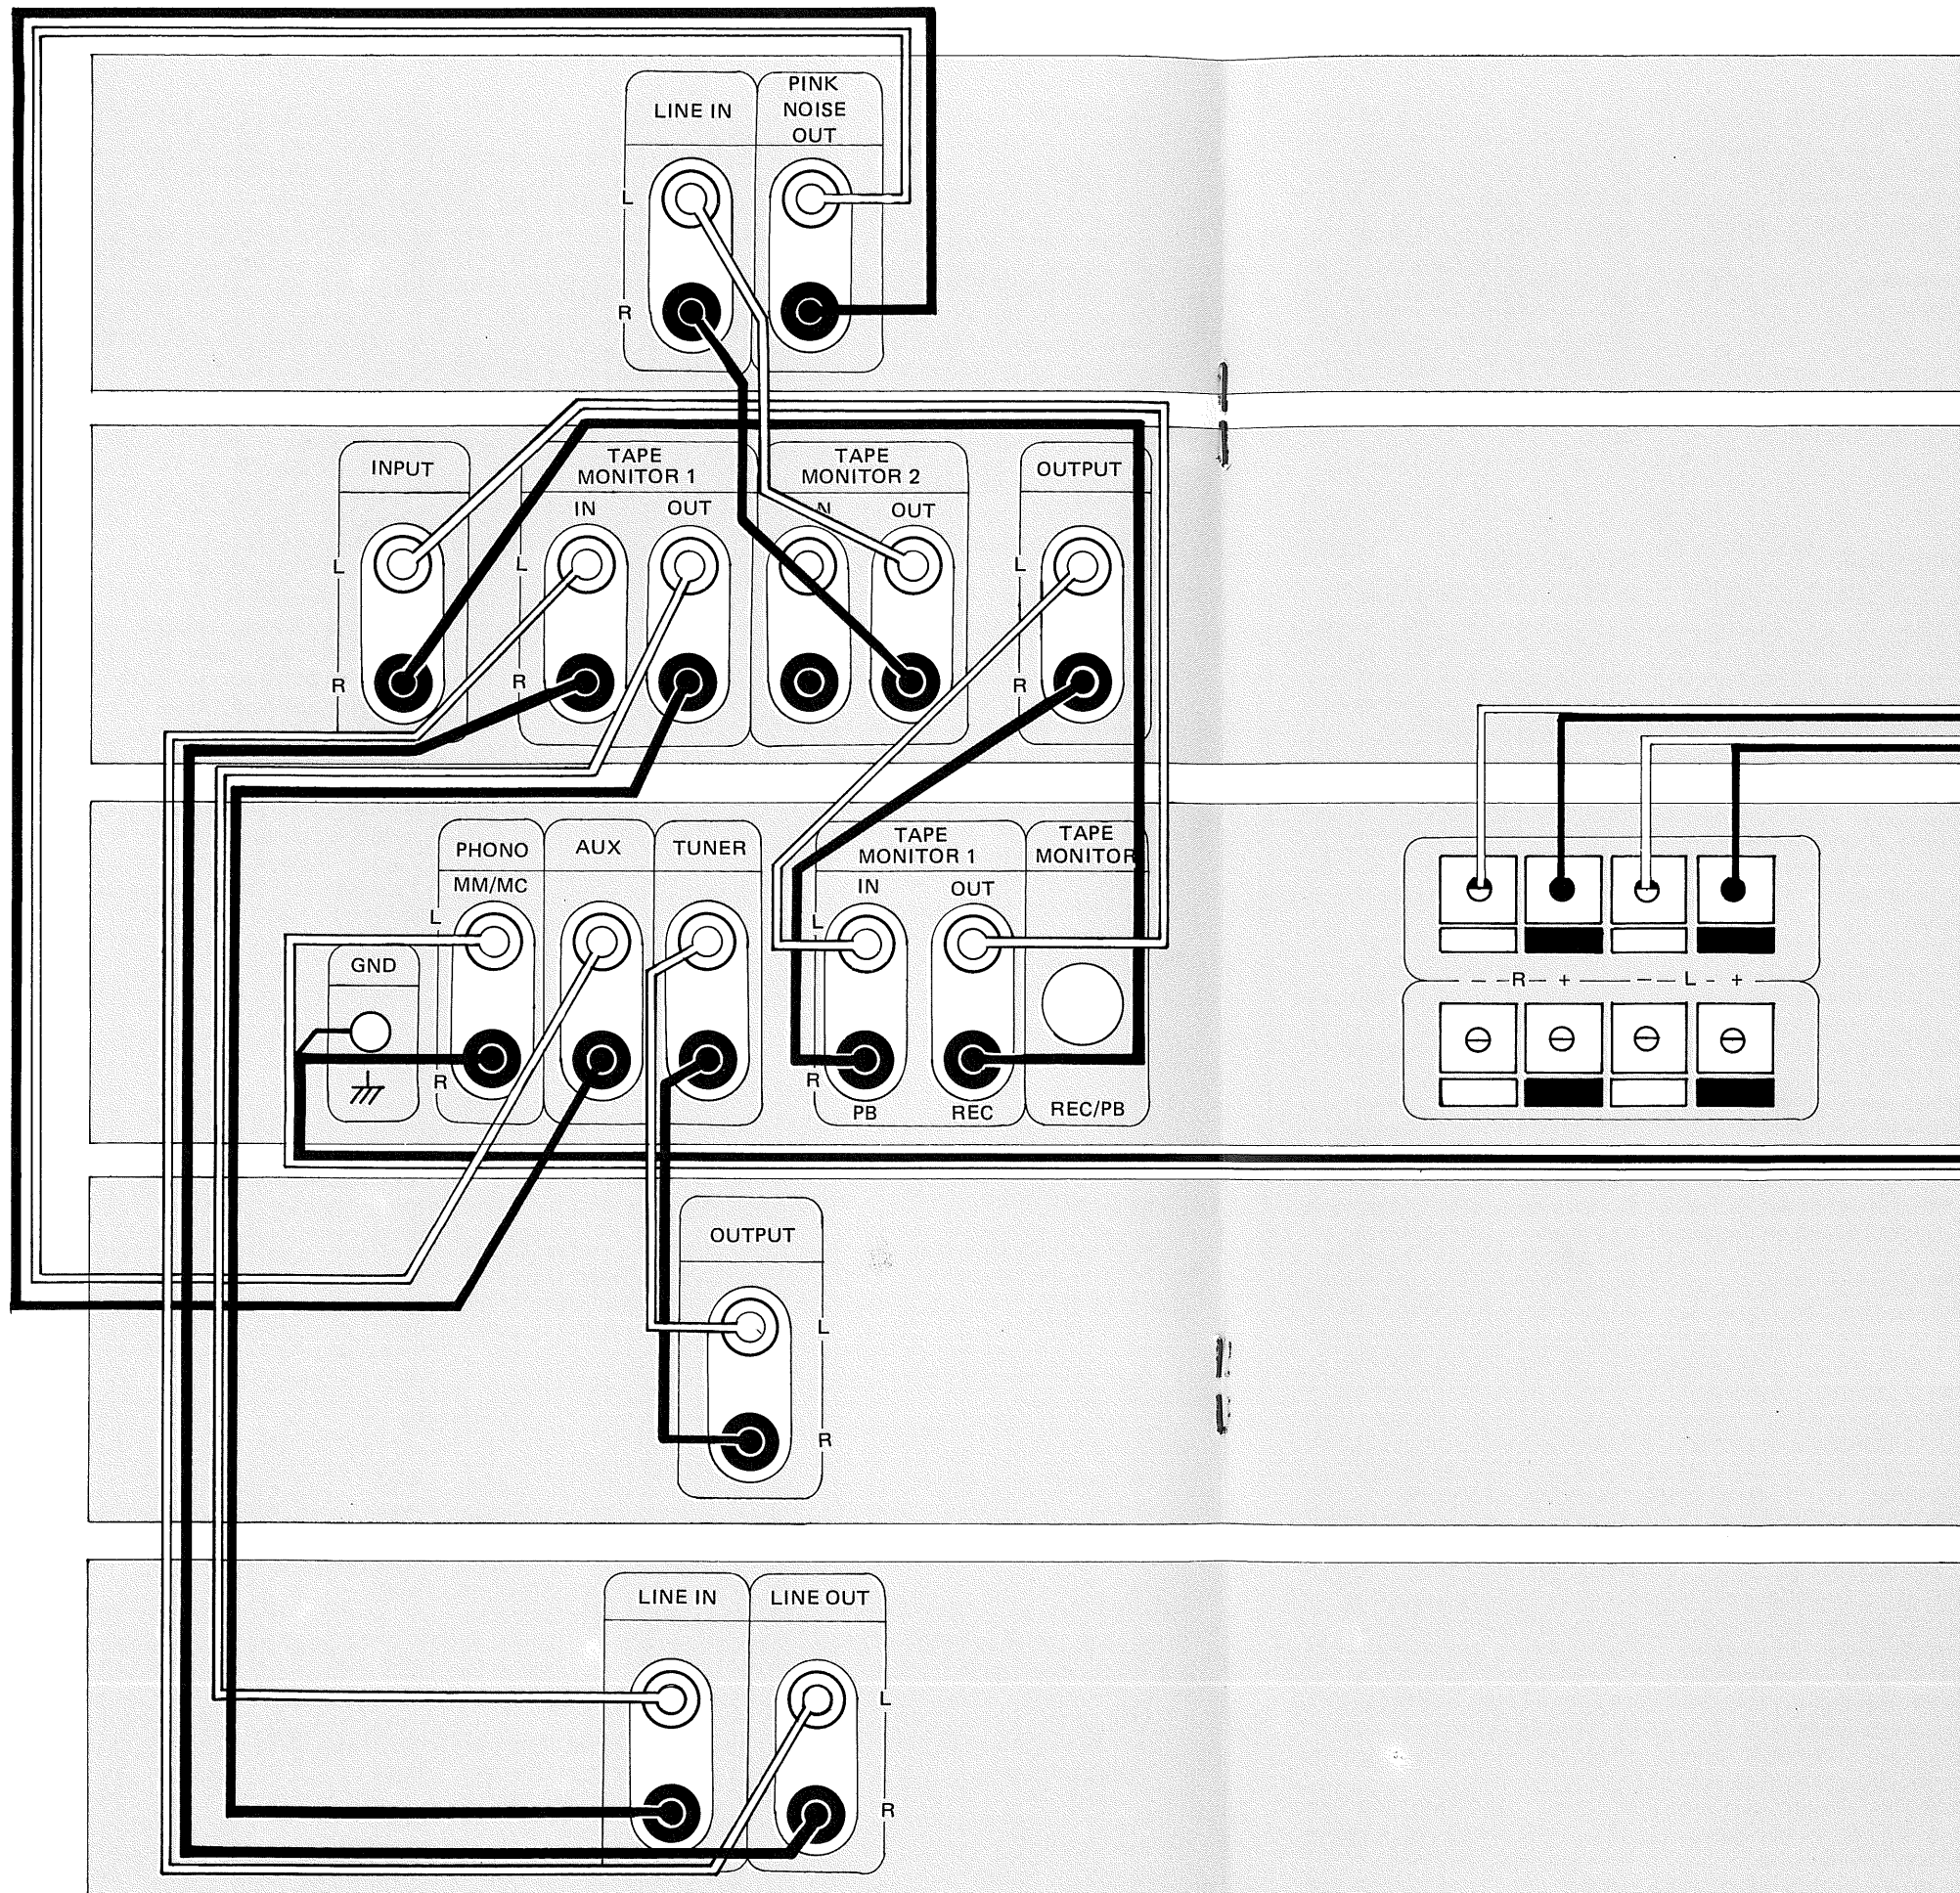 LINE IN
PINK
NOISE
OUT
L
R
INPUT
TAPE
MONITOR 1
TAPE
MONITOR 2
OUTPUT
IN
OUT
N
OUT
L
L
L
R
R
R
PHONO
AUX
TUNER
TAPE
MONITOR 1
TAPE
MONITOR
MM/MC
IN
OUT
L
L
GND
R
R
PB
REC
REC/PB
- R + - L +
OUTPUT
L
R
LINE IN
LINE OUT
L
R